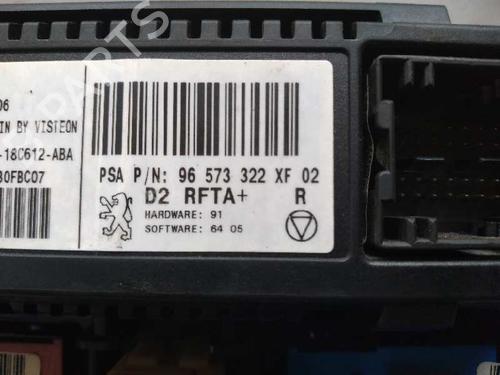 06
IN BY VISTEON
-18C612-ABA
30FBC07
PSA P/N: 96 573 322 XF 02
D2 RFTA+ R
HARDWARE: 91
SOFTWARE: 64 05
PARTS